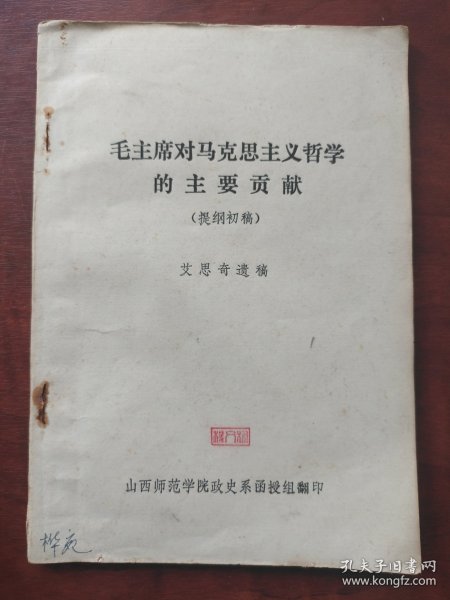 毛主席对马克思主义哲学
的主要贡献
（提纲初稿）
艾思奇遗稿
山西师范学院政史系函授组翻印
孔夫子旧书网
www.kongfz.com